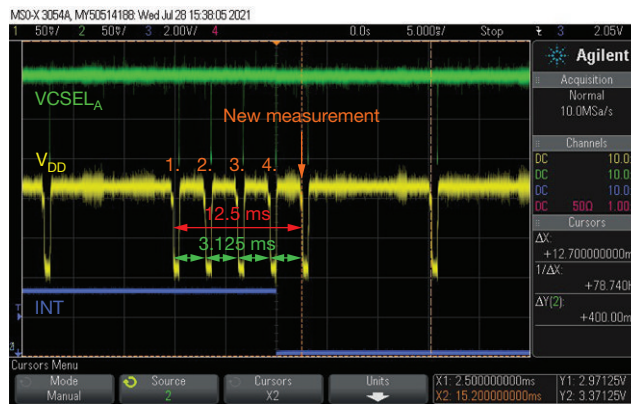 MSO-X 3054A, MY50514188: Wed Jul 28 15:38:05 2021
1 50▿/ 2 50▿/ 3 2.00V/ 4 0.0s 5.000▿/ Stop 3 2.05V
Agilent
Acquisition
Normal
10.0MSa/s
Channels
DC 10.0:
DC 10.0:
DC 10.0:
DC 50Ω 1.00:
Cursors
ΔX:
+12.700000000m
1/ΔX:
+78.740H
ΔY(2):
+400.00m
VCSELA
New measurement
VDD
1. 2. 3. 4.
12.5 ms
3.125 ms
INT
Cursors Menu
Mode
Manual
Source
2
Cursors
X2
Units
X1: 2.500000000ms
X2: 15.200000000ms
Y1: 2.97125V
Y2: 3.37125V